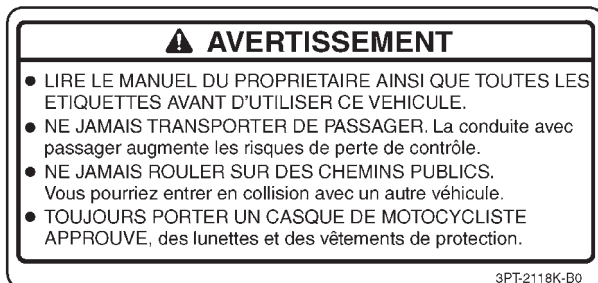 AVERTISSEMENT
● LIRE LE MANUEL DU PROPRIETAIRE AINSI QUE TOUTES LES
ETIQUETTES AVANT D'UTILISER CE VEHICULE.
● NE JAMAIS TRANSPORTER DE PASSAGER. La conduite avec
passager augmente les risques de perte de contrôle.
● NE JAMAIS ROULER SUR DES CHEMINS PUBLICS.
Vous pourriez entrer en collision avec un autre véhicule.
● TOUJOURS PORTER UN CASQUE DE MOTOCYCLISTE
APPROUVE, des lunettes et des vêtements de protection.
3PT-2118K-B0